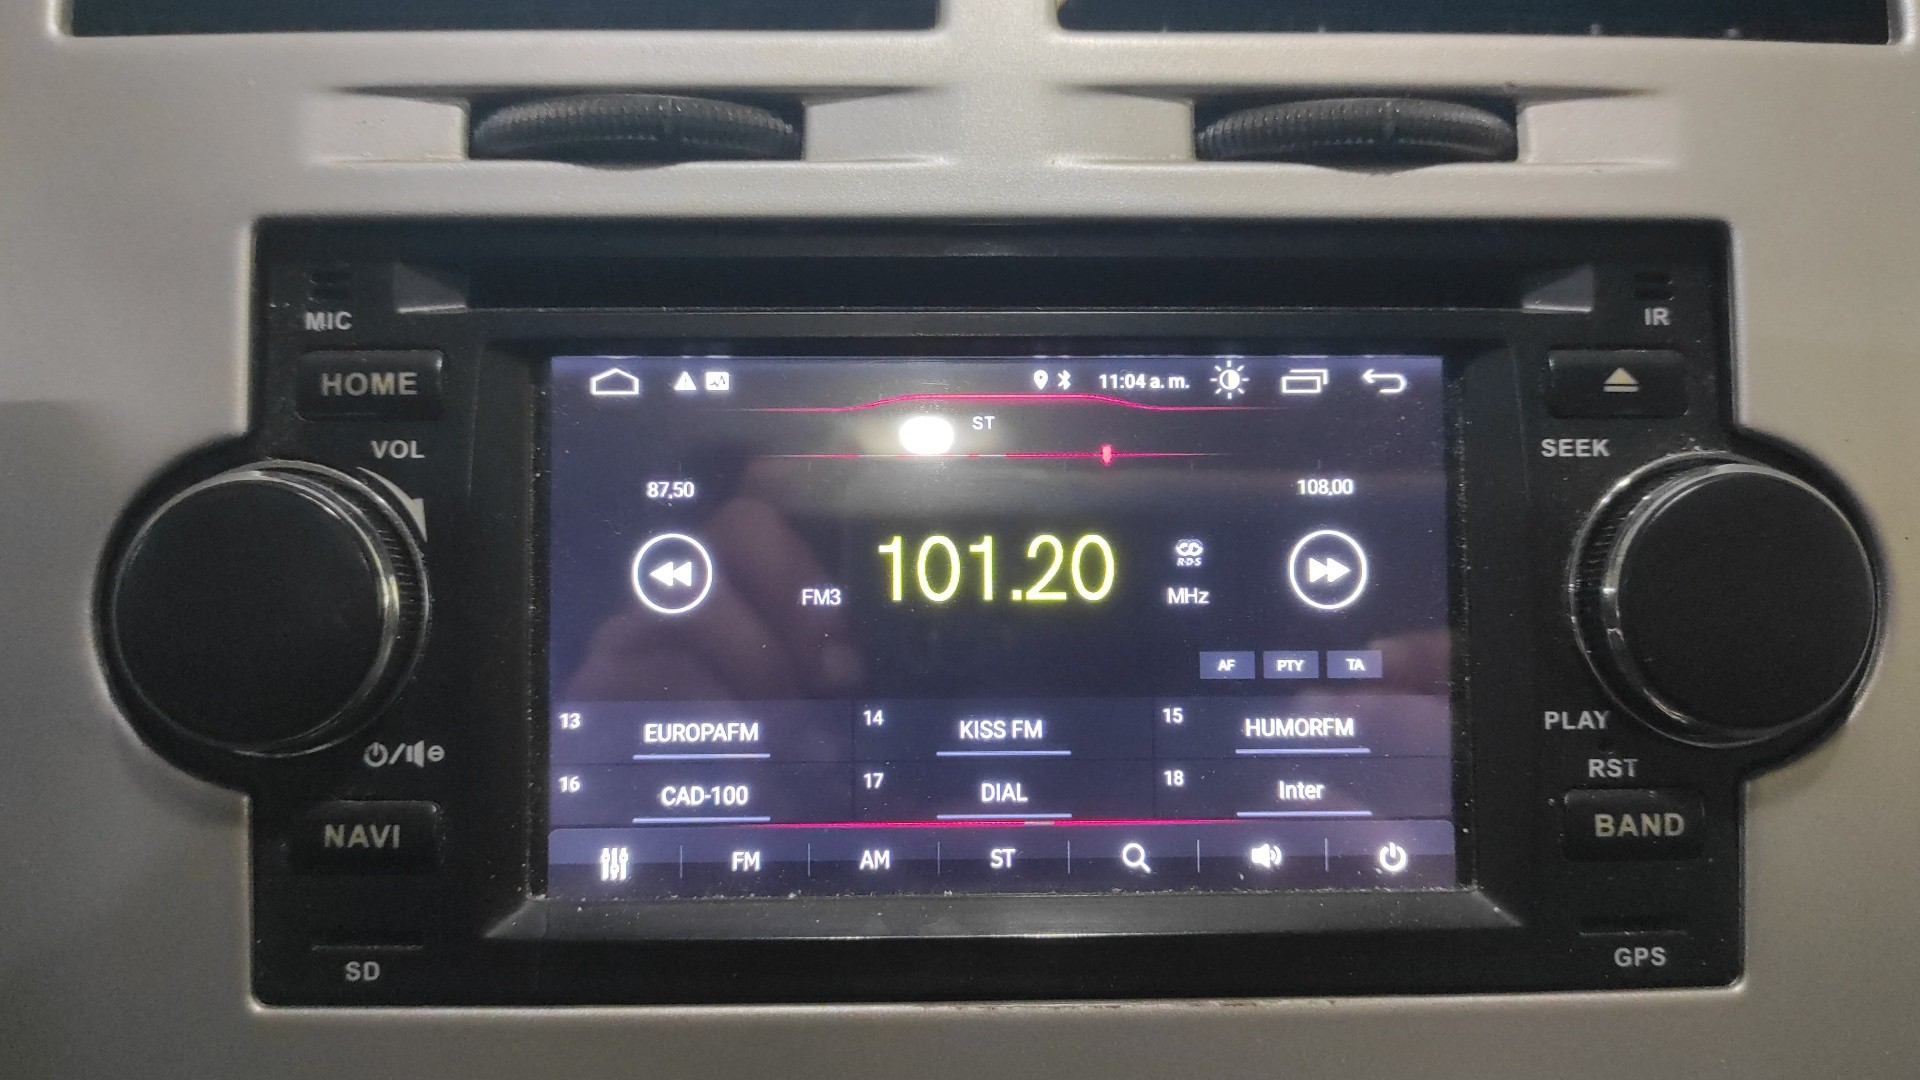 MIC
IR
HOME
11:04 a. m.
ST
VOL
SEEK
87.50
108.00
FM3
101.20
R·D·S
MHz
AF PTY TA
13 EUROPAFM
14 KISS FM
15 HUMORFM
16 CAD-100
17 DIAL
18 Inter
PLAY
RST
NAVI
BAND
FM
AM
ST
SD
GPS